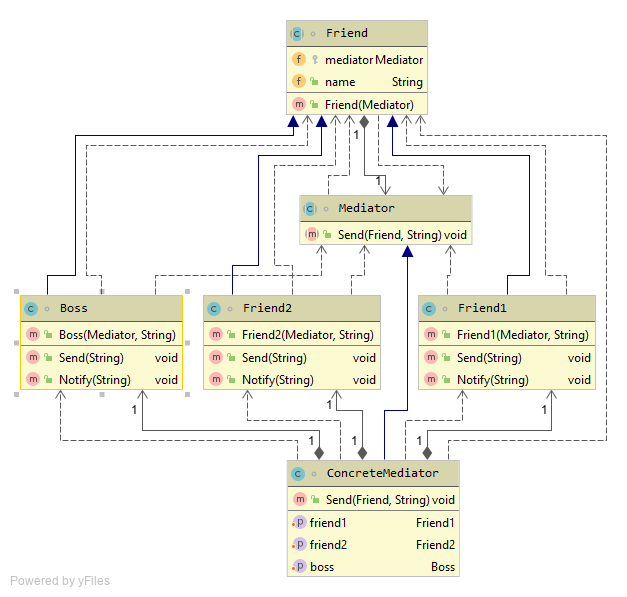 Friend
mediator Mediator
name String
Friend(Mediator)
1
1
Mediator
Send(Friend, String) void
Boss
Boss(Mediator, String)
Send(String) void
Notify(String) void
Friend2
Friend2(Mediator, String)
Send(String) void
Notify(String) void
Friend1
Friend1(Mediator, String)
Send(String) void
Notify(String) void
1
1
1
1
1
1
ConcreteMediator
Send(Friend, String) void
friend1 Friend1
friend2 Friend2
boss Boss
Powered by yFiles